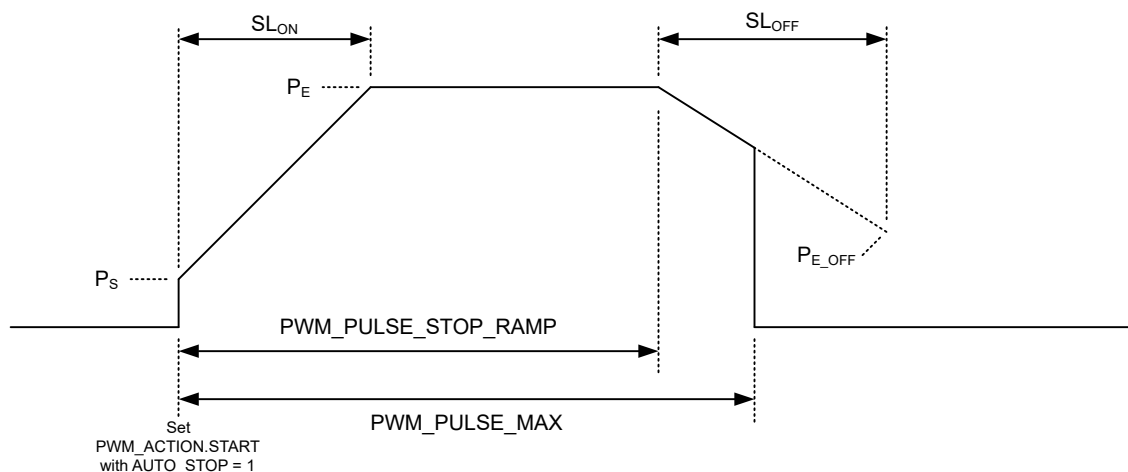 SL_ON
SL_OFF
P_E
P_S
P_E_OFF
PWM_PULSE_STOP_RAMP
PWM_PULSE_MAX
Set
PWM_ACTION.START
with AUTO_STOP = 1